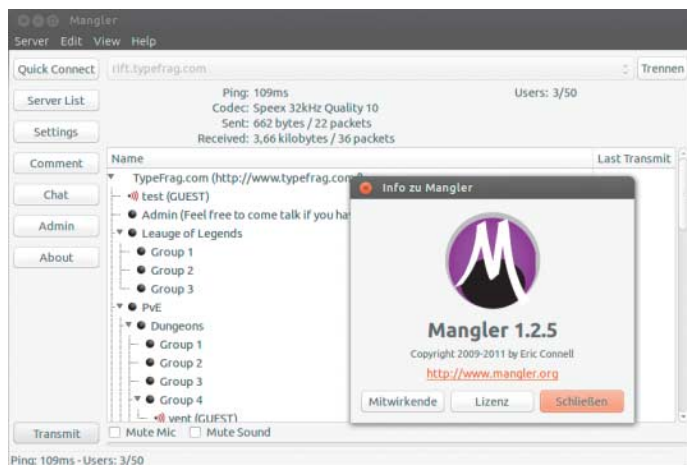 Mangler
Server Edit View Help
Quick Connect rift.typefrag.com Trennen
Server List
Settings
Comment
Chat
Admin
About
Ping: 109ms
Users: 3/50
Codec: Speex 32kHz Quality 10
Sent: 662 bytes / 22 packets
Received: 3,66 kilobytes / 36 packets
Name Last Transmit
TypeFrag.com (http://www.typefrag.com
test (GUEST)
Admin (Feel free to come talk if you ha
Leauge of Legends
Group 1
Group 2
Group 3
PvE
Dungeons
Group 1
Group 2
Group 3
Group 4
vent (GUEST)
Info zu Mangler
Mangler 1.2.5
Copyright 2009-2011 by Eric Connell
http://www.mangler.org
Mitwirkende Lizenz Schließen
Transmit Mute Mic Mute Sound
Ping: 109ms - Users: 3/50